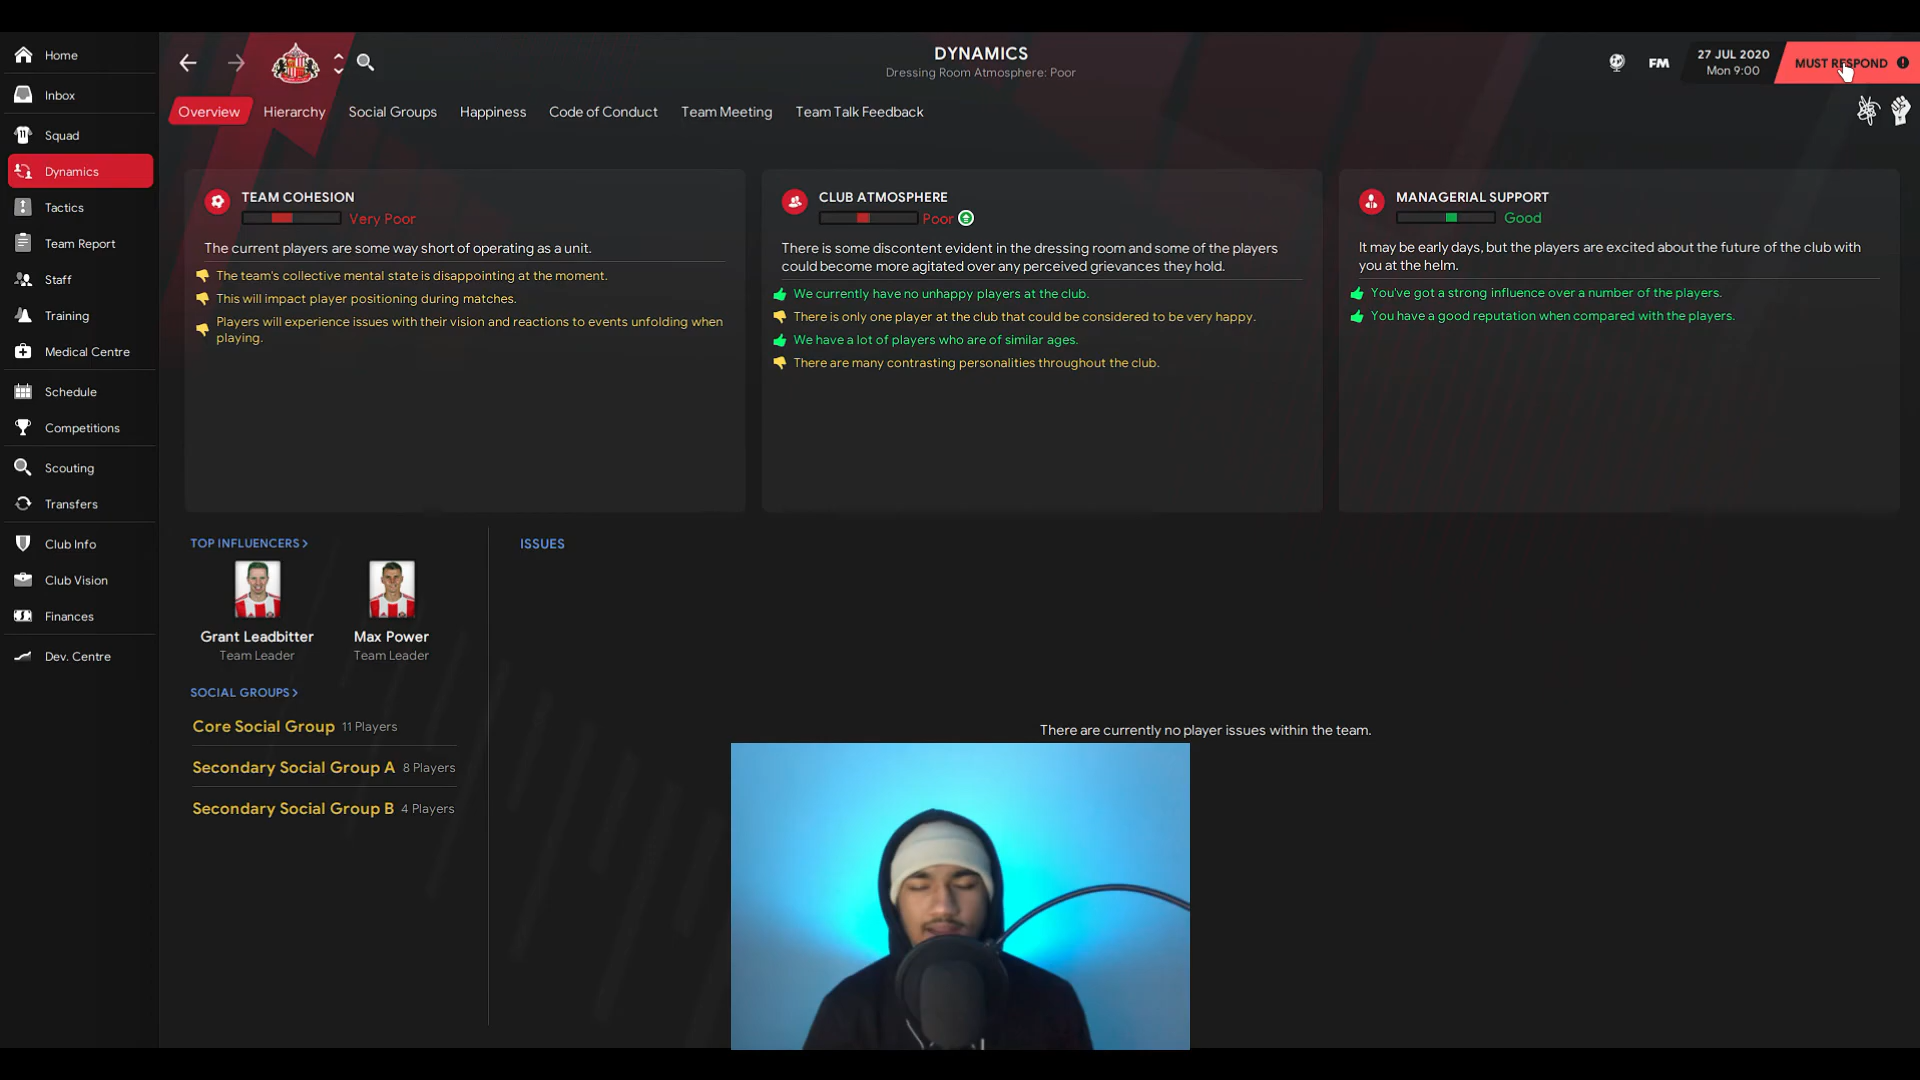 Home
Inbox
Squad
Dynamics
Tactics
Team Report
Staff
Training
Medical Centre
Schedule
Competitions
Scouting
Transfers
Club Info
Club Vision
Finances
Dev. Centre
DYNAMICS
Dressing Room Atmosphere: Poor
FM
27 JUL 2020
Mon 9:00
MUST RESPOND
Overview
Hierarchy
Social Groups
Happiness
Code of Conduct
Team Meeting
Team Talk Feedback
TEAM COHESION
Very Poor
The current players are some way short of operating as a unit.
The team's collective mental state is disappointing at the moment.
This will impact player positioning during matches.
Players will experience issues with their vision and reactions to events unfolding when
playing.
CLUB ATMOSPHERE
Poor
There is some discontent evident in the dressing room and some of the players
could become more agitated over any perceived grievances they hold.
We currently have no unhappy players at the club.
There is only one player at the club that could be considered to be very happy.
We have a lot of players who are of similar ages.
There are many contrasting personalities throughout the club.
MANAGERIAL SUPPORT
Good
It may be early days, but the players are excited about the future of the club with
you at the helm.
You've got a strong influence over a number of the players.
You have a good reputation when compared with the players.
TOP INFLUENCERS >
Grant Leadbitter
Team Leader
Max Power
Team Leader
SOCIAL GROUPS >
Core Social Group 11 Players
Secondary Social Group A 8 Players
Secondary Social Group B 4 Players
ISSUES
There are currently no player issues within the team.